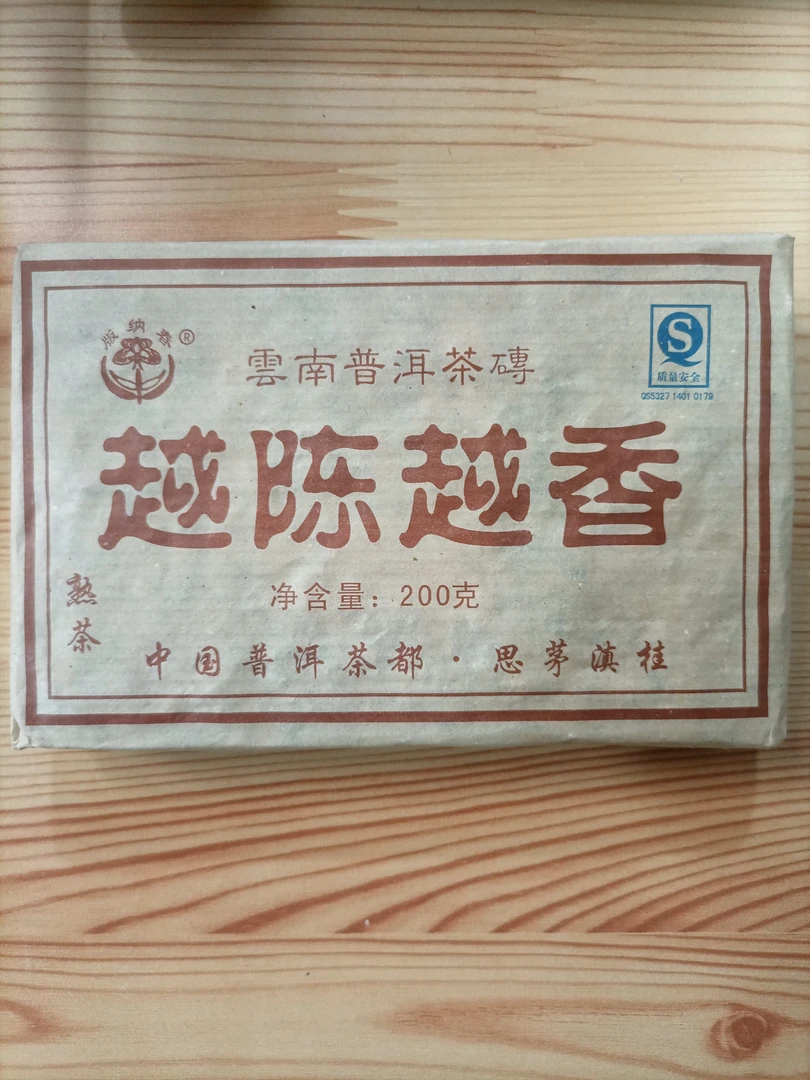 版纳春®
雲南普洱茶磚
QS
质量安全
QS5327 1401 0179
越陈越香
净含量：200克
熟茶
中国普洱茶都·思茅滇桂